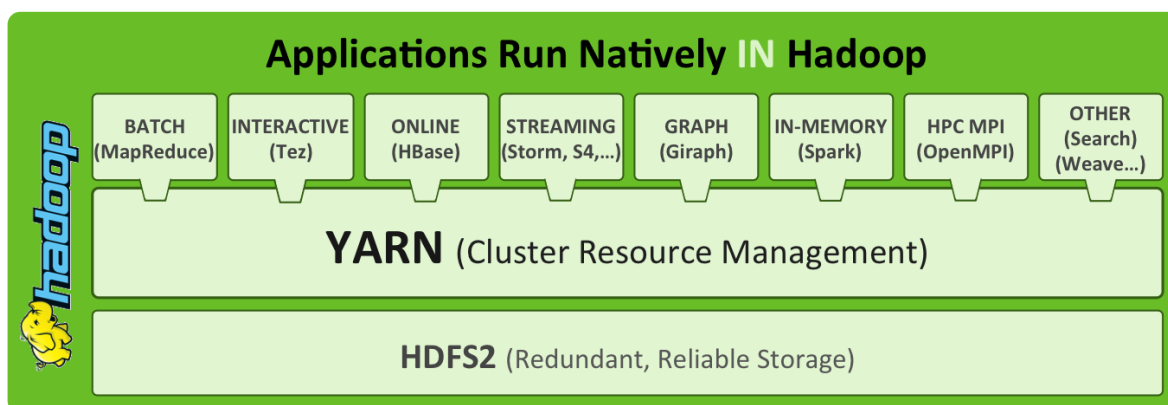 Applications Run Natively IN Hadoop
hadoop
BATCH
(MapReduce)
INTERACTIVE
(Tez)
ONLINE
(HBase)
STREAMING
(Storm, S4,…)
GRAPH
(Giraph)
IN-MEMORY
(Spark)
HPC MPI
(OpenMPI)
OTHER
(Search)
(Weave…)
YARN (Cluster Resource Management)
HDFS2 (Redundant, Reliable Storage)